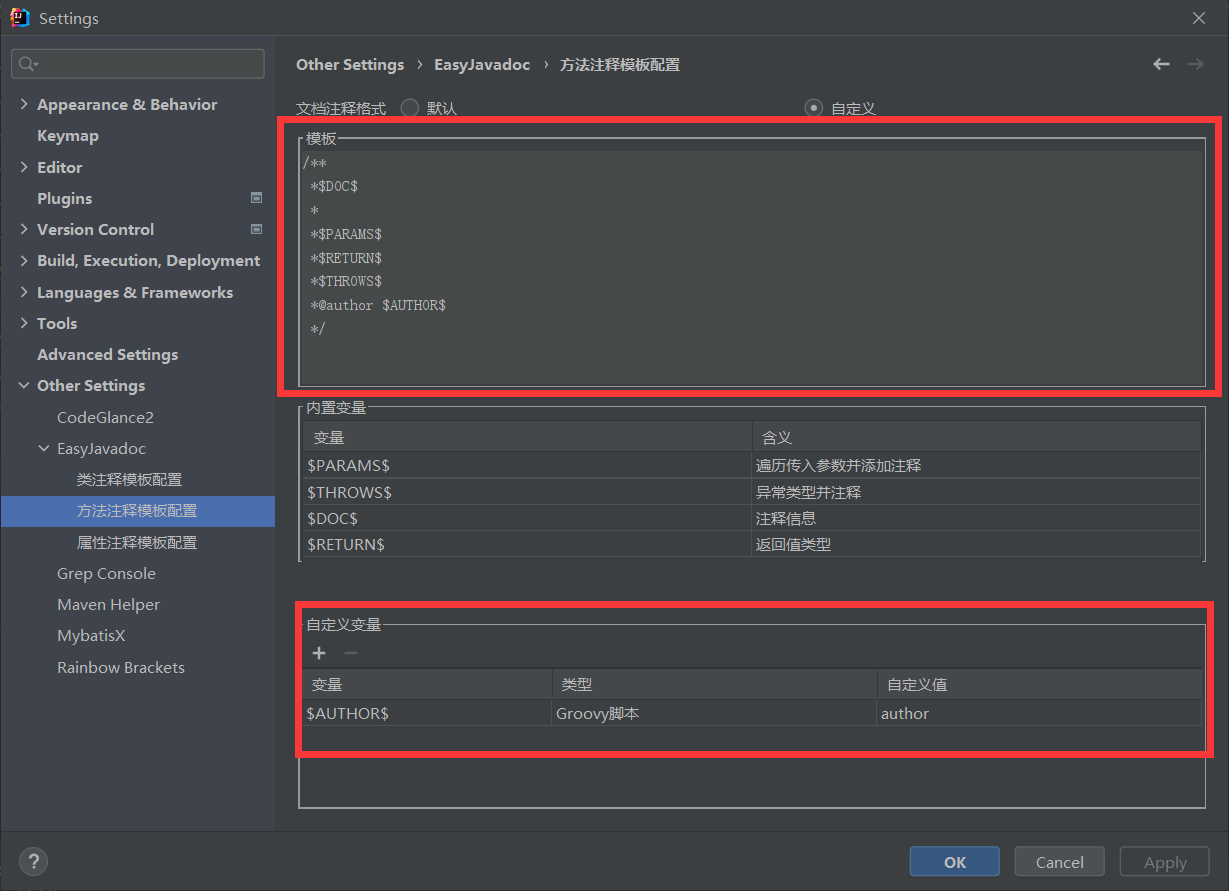 Settings
Appearance & Behavior
Keymap
Editor
Plugins
Version Control
Build, Execution, Deployment
Languages & Frameworks
Tools
Advanced Settings
Other Settings
CodeGlance2
EasyJavadoc
类注释模板配置
方法注释模板配置
属性注释模板配置
Grep Console
Maven Helper
MybatisX
Rainbow Brackets
Other Settings › EasyJavadoc › 方法注释模板配置
文档注释格式 默认 自定义
模板
/**
*$DOC$
*
*$PARAMS$
*$RETURN$
*$THROWS$
*@author $AUTHOR$
*/
内置变量
变量 含义
$PARAMS$ 遍历传入参数并添加注释
$THROWS$ 异常类型并注释
$DOC$ 注释信息
$RETURN$ 返回值类型
自定义变量
+ −
变量 类型 自定义值
$AUTHOR$ Groovy脚本 author
?
OK Cancel Apply